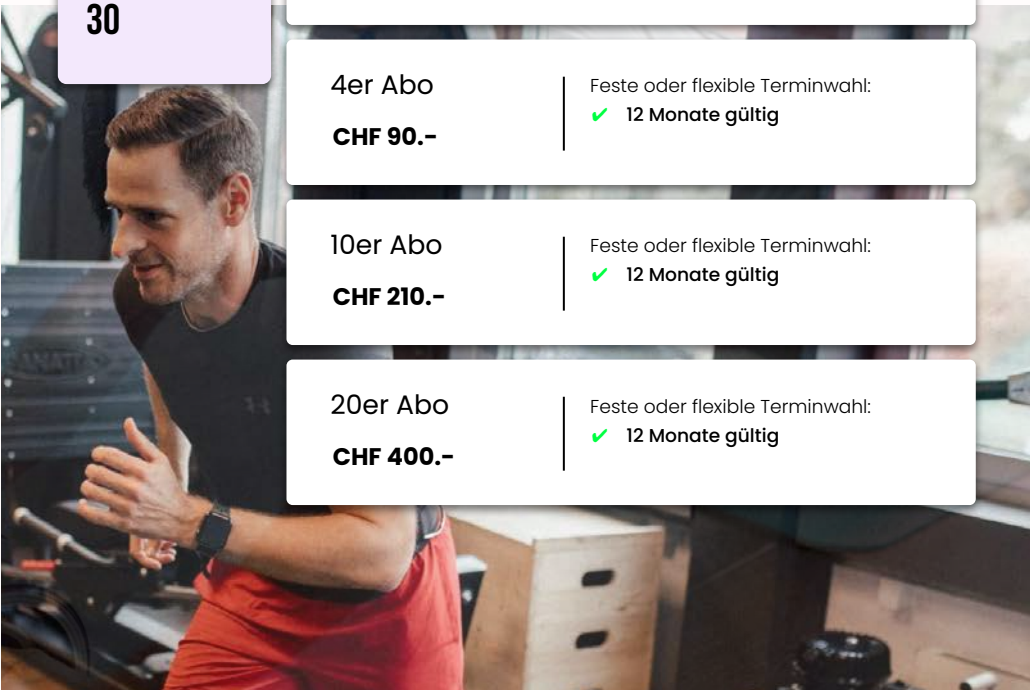 30
4er Abo
CHF 90.-
Feste oder flexible Terminwahl:
✔ 12 Monate gültig
10er Abo
CHF 210.-
Feste oder flexible Terminwahl:
✔ 12 Monate gültig
20er Abo
CHF 400.-
Feste oder flexible Terminwahl:
✔ 12 Monate gültig